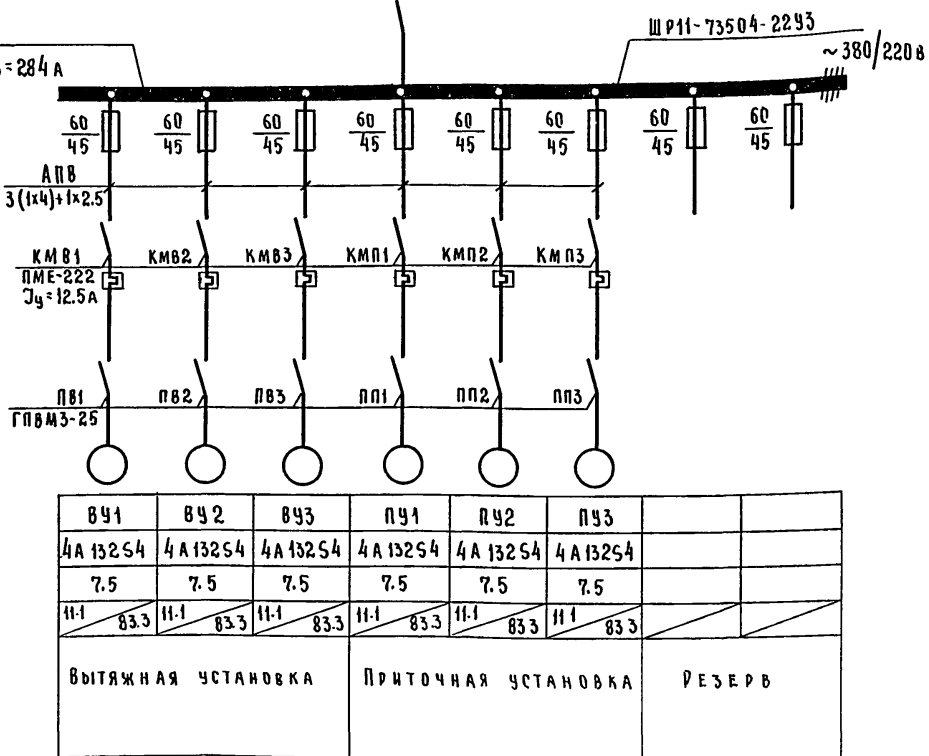 ШР11-73504-22У3
=284А
~380/220В
60/45 60/45 60/45 60/45 60/45 60/45 60/45 60/45
АПВ
3(1х4)+1х2.5
КМВ1 КМВ2 КМВ3 КМП1 КМП2 КМП3
ПМЕ-222
Iу=12.5А
ПВ1 ПВ2 ПВ3 ПП1 ПП2 ПП3
ГПВМ3-25
ВУ1 ВУ2 ВУ3 ПУ1 ПУ2 ПУ3
4А132S4 4А132S4 4А132S4 4А132S4 4А132S4 4А132S4
7.5 7.5 7.5 7.5 7.5 7.5
11.1/83.3 11.1/83.3 11.1/83.3 11.1/83.3 11.1/83.3 11 1/83 3
Вытяжная установка Приточная установка Резерв